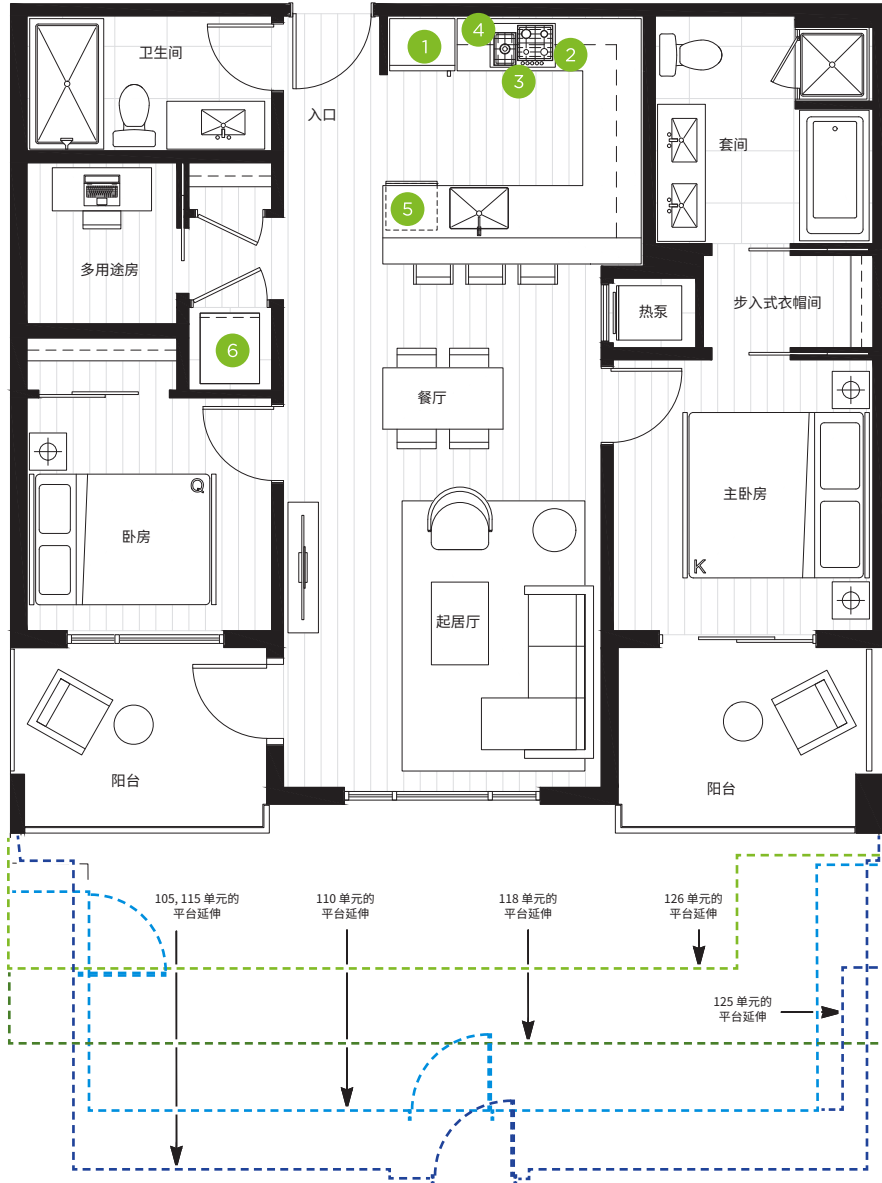 卫生间
入口
1
4
2
3
套间
5
多用途房
6
热泵
步入式衣帽间
餐厅
Q
卧房
主卧房
K
起居厅
阳台
阳台
105, 115 单元的
平台延伸
110 单元的
平台延伸
118 单元的
平台延伸
126 单元的
平台延伸
125 单元的
平台延伸